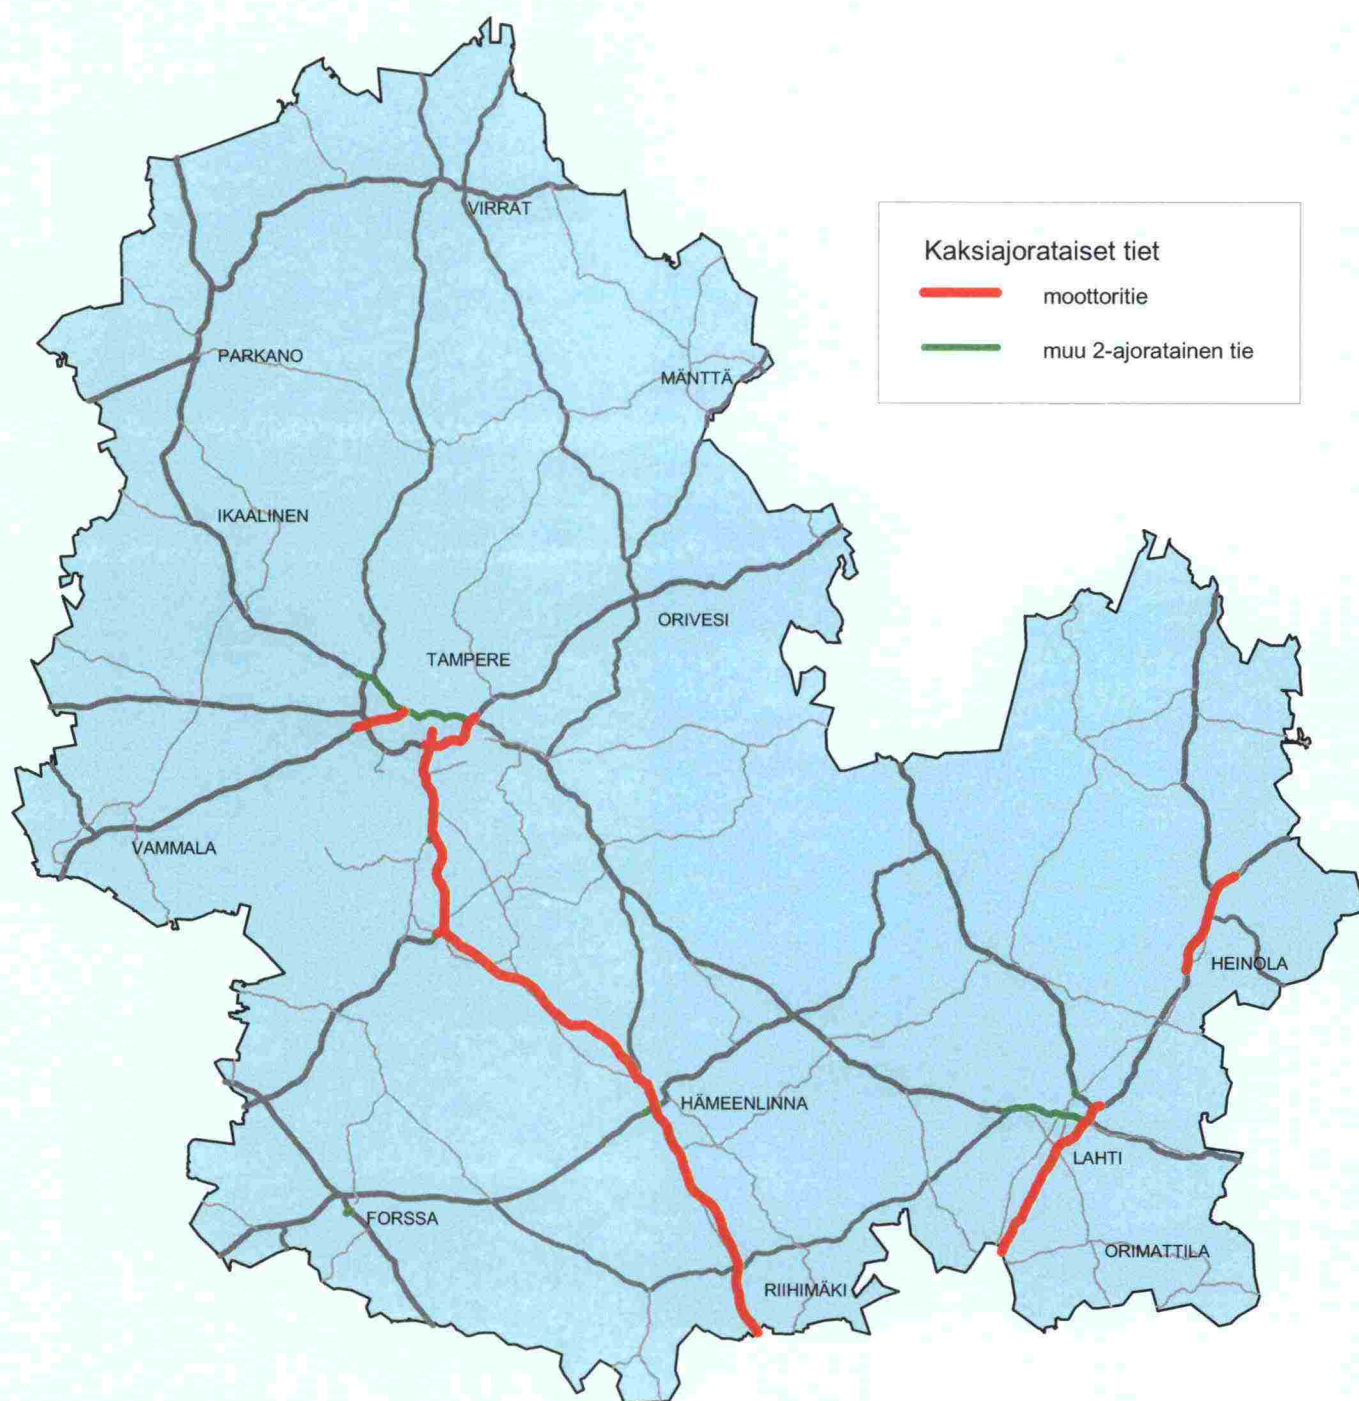 VIRRAT
Kaksiajorataiset tiet
moottoritie
muu 2-ajoratainen tie
PARKANO
MÄNTTÄ
IKAALINEN
ORIVESI
TAMPERE
VAMMALA
HEINOLA
HÄMEENLINNA
LAHTI
FORSSA
ORIMATTILA
RIIHIMÄKI